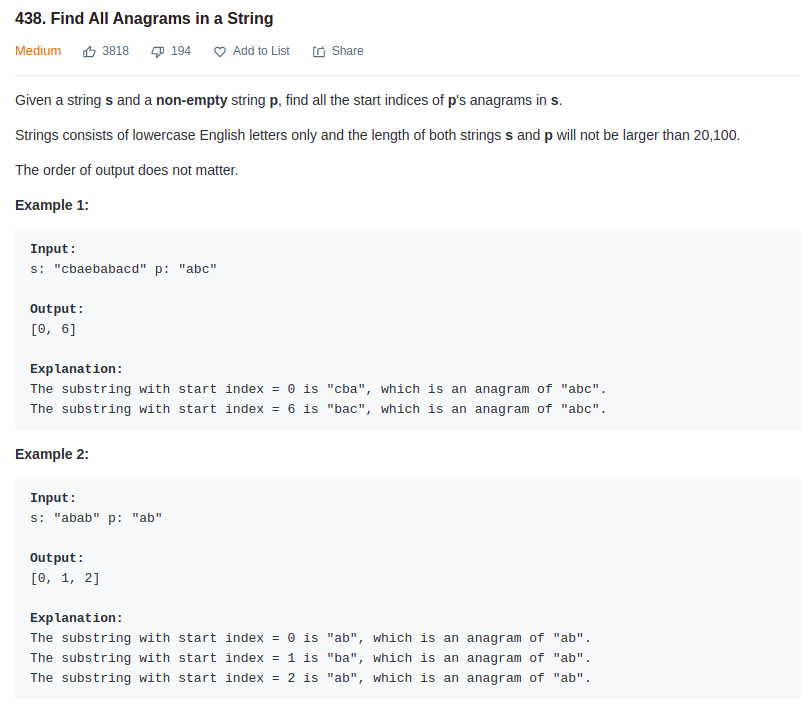 438. Find All Anagrams in a String
Medium 3818 194 Add to List Share
Given a string s and a non-empty string p, find all the start indices of p's anagrams in s.
Strings consists of lowercase English letters only and the length of both strings s and p will not be larger than 20,100.
The order of output does not matter.
Example 1:
Input:
s: "cbaebabacd" p: "abc"
Output:
[0, 6]
Explanation:
The substring with start index = 0 is "cba", which is an anagram of "abc".
The substring with start index = 6 is "bac", which is an anagram of "abc".
Example 2:
Input:
s: "abab" p: "ab"
Output:
[0, 1, 2]
Explanation:
The substring with start index = 0 is "ab", which is an anagram of "ab".
The substring with start index = 1 is "ba", which is an anagram of "ab".
The substring with start index = 2 is "ab", which is an anagram of "ab".